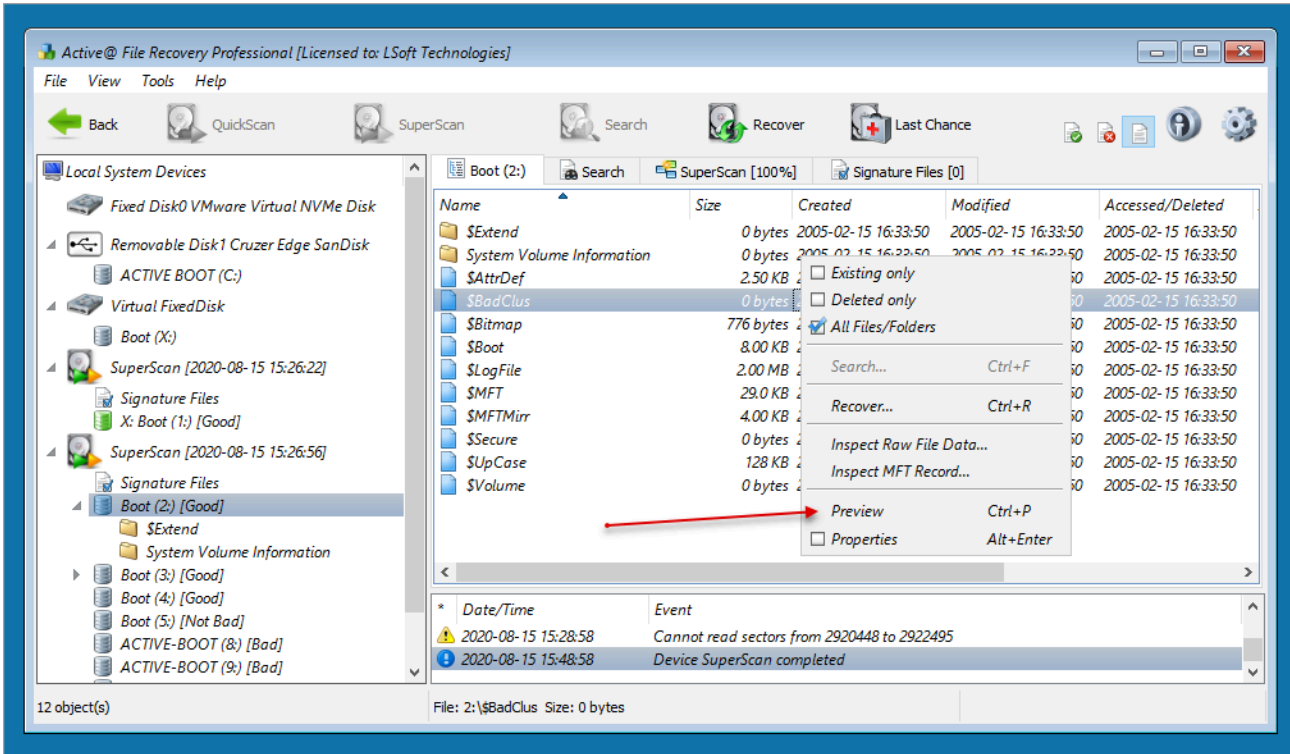 Active@ File Recovery Professional [Licensed to: LSoft Technologies]
File View Tools Help
Back QuickScan SuperScan Search Recover Last Chance
Local System Devices
Fixed Disk0 VMware Virtual NVMe Disk
Removable Disk1 Cruzer Edge SanDisk
ACTIVE BOOT (C:)
Virtual FixedDisk
Boot (X:)
SuperScan [2020-08-15 15:26:22]
Signature Files
X: Boot (1:) [Good]
SuperScan [2020-08-15 15:26:56]
Signature Files
Boot (2:) [Good]
$Extend
System Volume Information
Boot (3:) [Good]
Boot (4:) [Good]
Boot (5:) [Not Bad]
ACTIVE-BOOT (8:) [Bad]
ACTIVE-BOOT (9:) [Bad]
Boot (2:) Search SuperScan [100%] Signature Files [0]
Name Size Created Modified Accessed/Deleted
$Extend 0 bytes 2005-02-15 16:33:50 2005-02-15 16:33:50 2005-02-15 16:33:50
System Volume Information 0 bytes 2005-02-15 16:33:50 2005-02-15 16:33:50 2005-02-15 16:33:50
$AttrDef 2.50 KB 2005-02-15 16:33:50
$BadClus 0 bytes 50 2005-02-15 16:33:50
$Bitmap 776 bytes 50 2005-02-15 16:33:50
$Boot 8.00 KB 50 2005-02-15 16:33:50
$LogFile 2.00 MB 50 2005-02-15 16:33:50
$MFT 29.0 KB 50 2005-02-15 16:33:50
$MFTMirr 4.00 KB 50 2005-02-15 16:33:50
$Secure 0 bytes 50 2005-02-15 16:33:50
$UpCase 128 KB 50 2005-02-15 16:33:50
$Volume 0 bytes 50 2005-02-15 16:33:50
Existing only
Deleted only
All Files/Folders
Search... Ctrl+F
Recover... Ctrl+R
Inspect Raw File Data...
Inspect MFT Record...
Preview Ctrl+P
Properties Alt+Enter
* Date/Time Event
2020-08-15 15:28:58 Cannot read sectors from 2920448 to 2922495
2020-08-15 15:48:58 Device SuperScan completed
12 object(s) File: 2:\$BadClus Size: 0 bytes